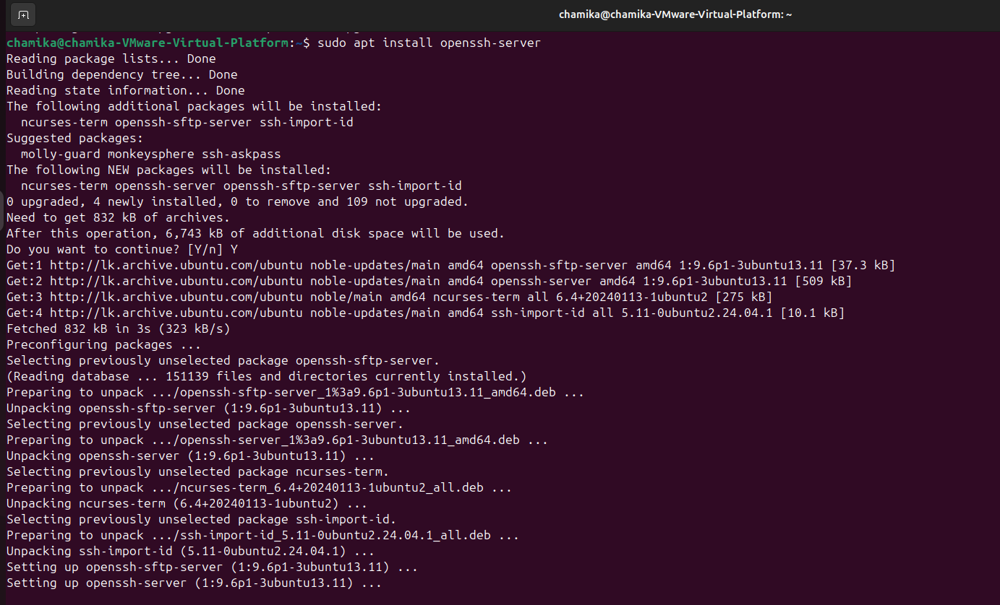 chamika@chamika-VMware-Virtual-Platform: ~
chamika@chamika-VMware-Virtual-Platform:~$ sudo apt install openssh-server
Reading package lists... Done
Building dependency tree... Done
Reading state information... Done
The following additional packages will be installed:
  ncurses-term openssh-sftp-server ssh-import-id
Suggested packages:
  molly-guard monkeysphere ssh-askpass
The following NEW packages will be installed:
  ncurses-term openssh-server openssh-sftp-server ssh-import-id
0 upgraded, 4 newly installed, 0 to remove and 109 not upgraded.
Need to get 832 kB of archives.
After this operation, 6,743 kB of additional disk space will be used.
Do you want to continue? [Y/n] Y
Get:1 http://lk.archive.ubuntu.com/ubuntu noble-updates/main amd64 openssh-sftp-server amd64 1:9.6p1-3ubuntu13.11 [37.3 kB]
Get:2 http://lk.archive.ubuntu.com/ubuntu noble-updates/main amd64 openssh-server amd64 1:9.6p1-3ubuntu13.11 [509 kB]
Get:3 http://lk.archive.ubuntu.com/ubuntu noble/main amd64 ncurses-term all 6.4+20240113-1ubuntu2 [275 kB]
Get:4 http://lk.archive.ubuntu.com/ubuntu noble-updates/main amd64 ssh-import-id all 5.11-0ubuntu2.24.04.1 [10.1 kB]
Fetched 832 kB in 3s (323 kB/s)
Preconfiguring packages ...
Selecting previously unselected package openssh-sftp-server.
(Reading database ... 151139 files and directories currently installed.)
Preparing to unpack .../openssh-sftp-server_1%3a9.6p1-3ubuntu13.11_amd64.deb ...
Unpacking openssh-sftp-server (1:9.6p1-3ubuntu13.11) ...
Selecting previously unselected package openssh-server.
Preparing to unpack .../openssh-server_1%3a9.6p1-3ubuntu13.11_amd64.deb ...
Unpacking openssh-server (1:9.6p1-3ubuntu13.11) ...
Selecting previously unselected package ncurses-term.
Preparing to unpack .../ncurses-term_6.4+20240113-1ubuntu2_all.deb ...
Unpacking ncurses-term (6.4+20240113-1ubuntu2) ...
Selecting previously unselected package ssh-import-id.
Preparing to unpack .../ssh-import-id_5.11-0ubuntu2.24.04.1_all.deb ...
Unpacking ssh-import-id (5.11-0ubuntu2.24.04.1) ...
Setting up openssh-sftp-server (1:9.6p1-3ubuntu13.11) ...
Setting up openssh-server (1:9.6p1-3ubuntu13.11) ...